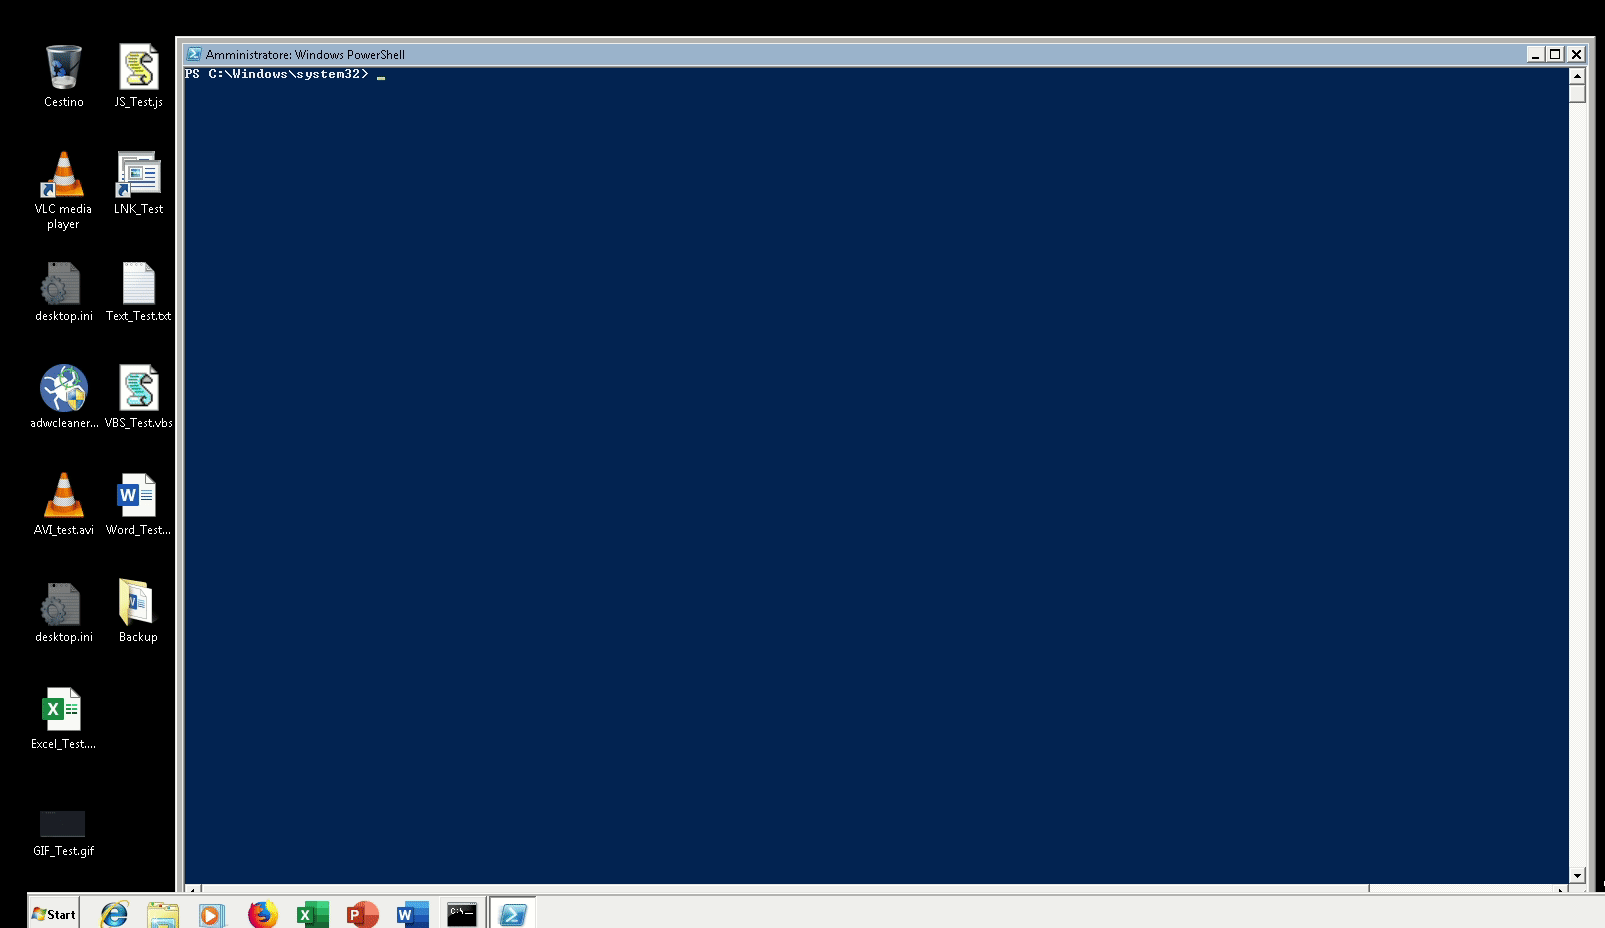 Amministratore: Windows PowerShell
PS C:\Windows\system32> _
Cestino
JS_Test.js
VLC media
player
LNK_Test
desktop.ini
Text_Test.txt
adwcleaner...
VBS_Test.vbs
AVI_test.avi
Word_Test...
desktop.ini
Backup
Excel_Test....
GIF_Test.gif
Start